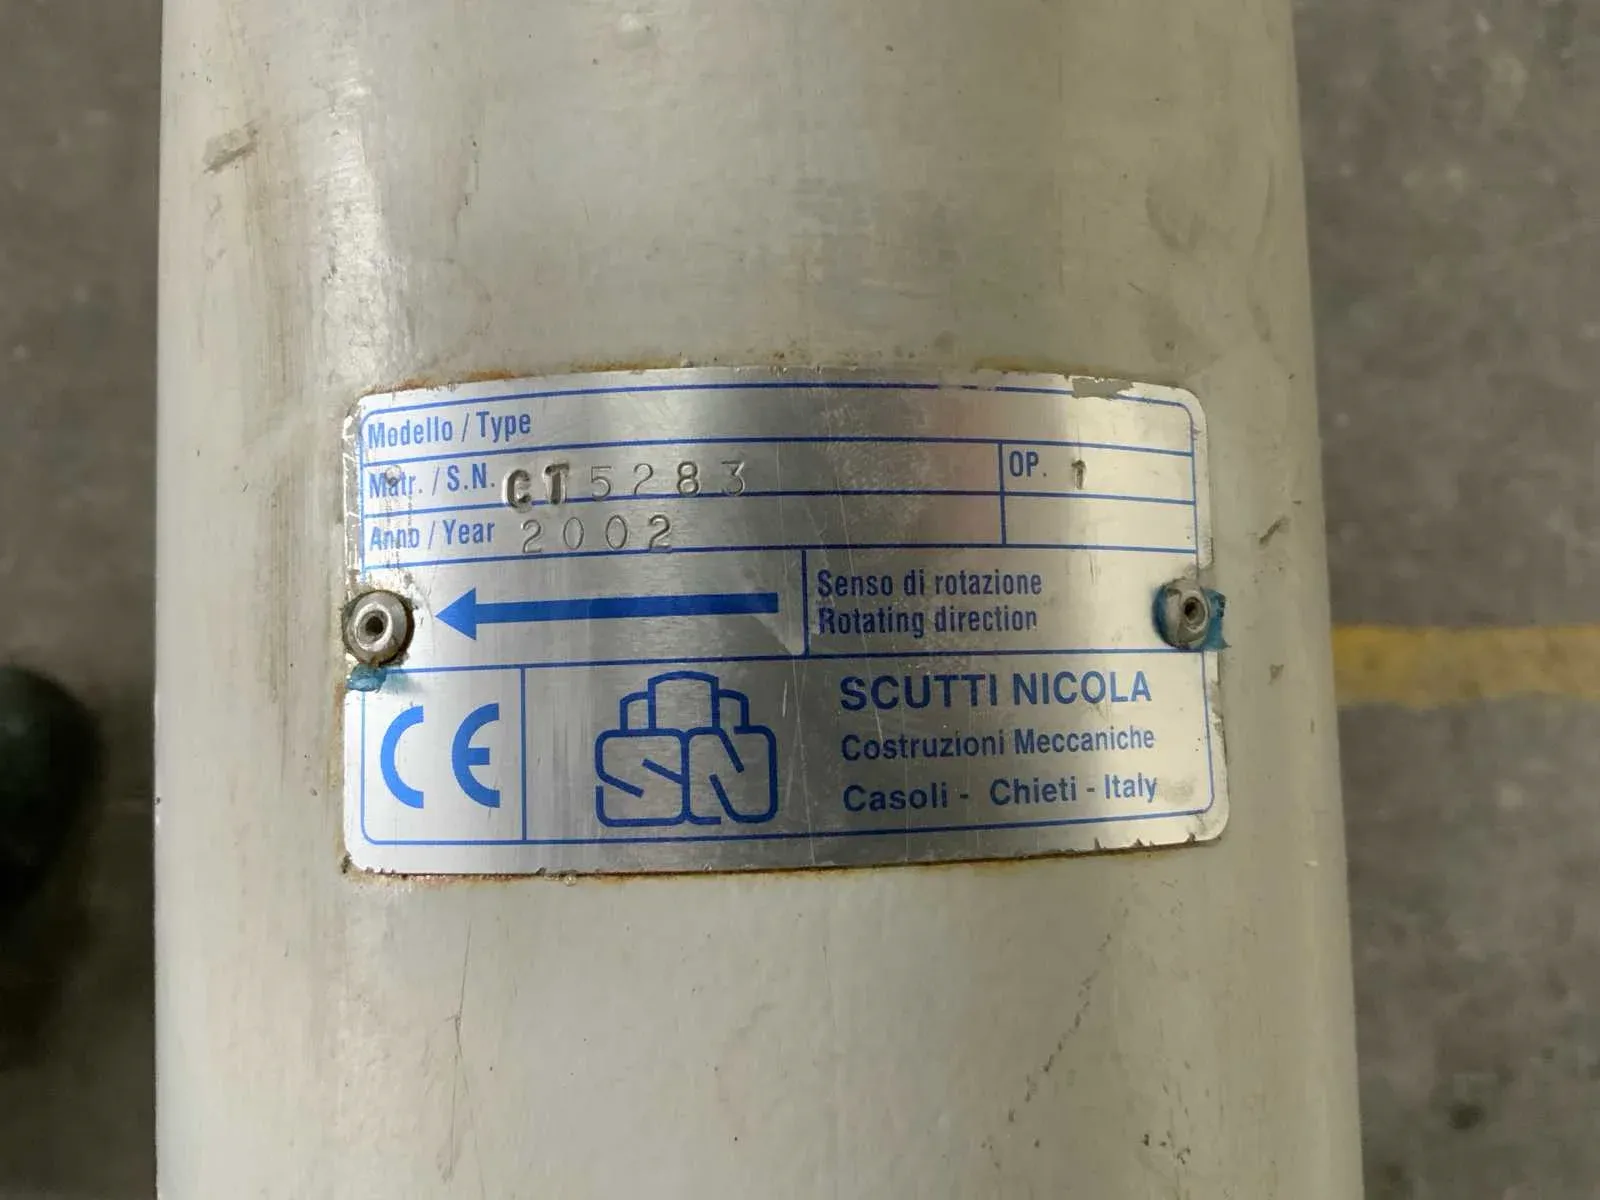 Modello / Type
Matr. / S.N. CT5283 OP. 1
Anno / Year 2002
Senso di rotazione
Rotating direction
CE
SN
SCUTTI NICOLA
Costruzioni Meccaniche
Casoli - Chieti - Italy